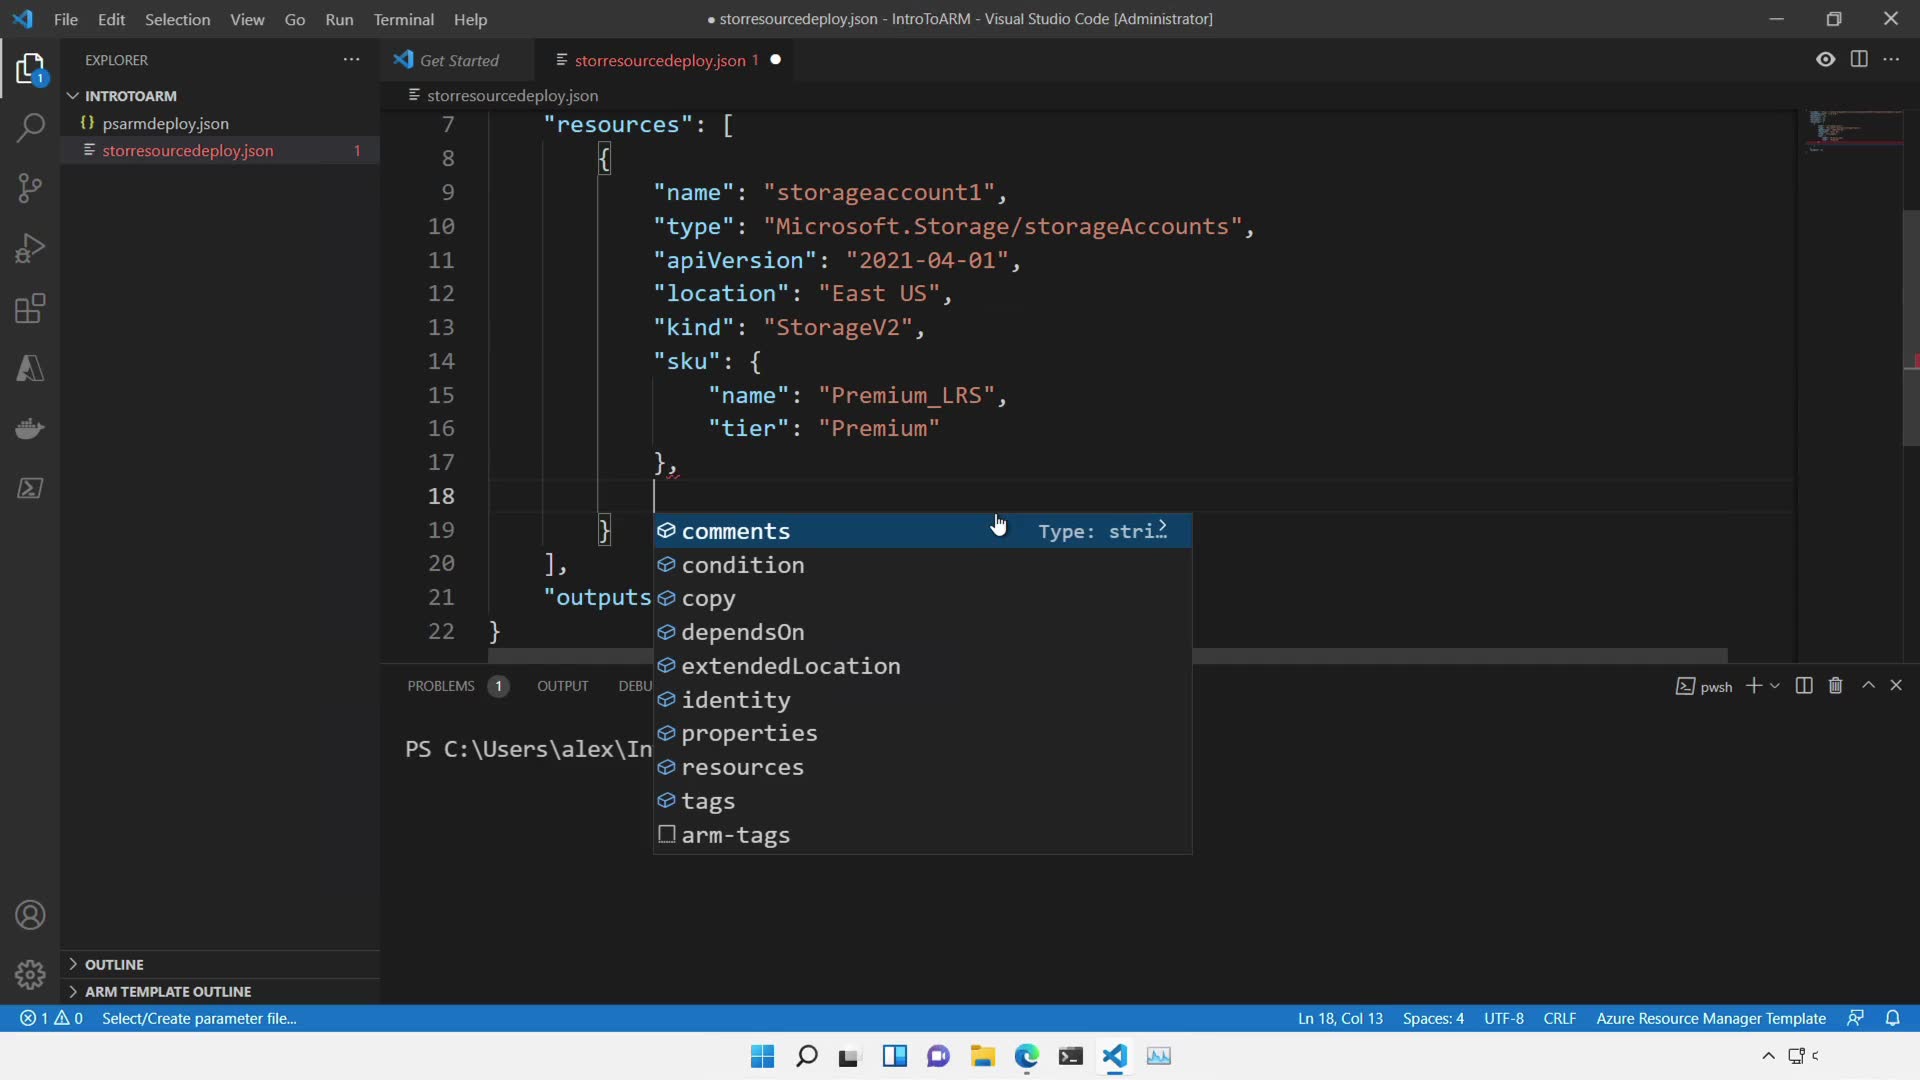 File Edit Selection View Go Run Terminal Help
● storresourcedeploy.json - IntroToARM - Visual Studio Code [Administrator]
EXPLORER
Get Started
storresourcedeploy.json 1
INTROTOARM
storresourcedeploy.json
1
psarmdeploy.json
storresourcedeploy.json 1
7 "resources": [
8 {
9 "name": "storageaccount1",
10 "type": "Microsoft.Storage/storageAccounts",
11 "apiVersion": "2021-04-01",
12 "location": "East US",
13 "kind": "StorageV2",
14 "sku": {
15 "name": "Premium_LRS",
16 "tier": "Premium"
17 },
18
19 }
20 ],
21 "outputs
22 }
comments Type: stri…
condition
copy
dependsOn
extendedLocation
identity
properties
resources
tags
arm-tags
PROBLEMS 1 OUTPUT DEBU
pwsh
PS C:\Users\alex\In
OUTLINE
ARM TEMPLATE OUTLINE
1 0 Select/Create parameter file...
Ln 18, Col 13 Spaces: 4 UTF-8 CRLF Azure Resource Manager Template